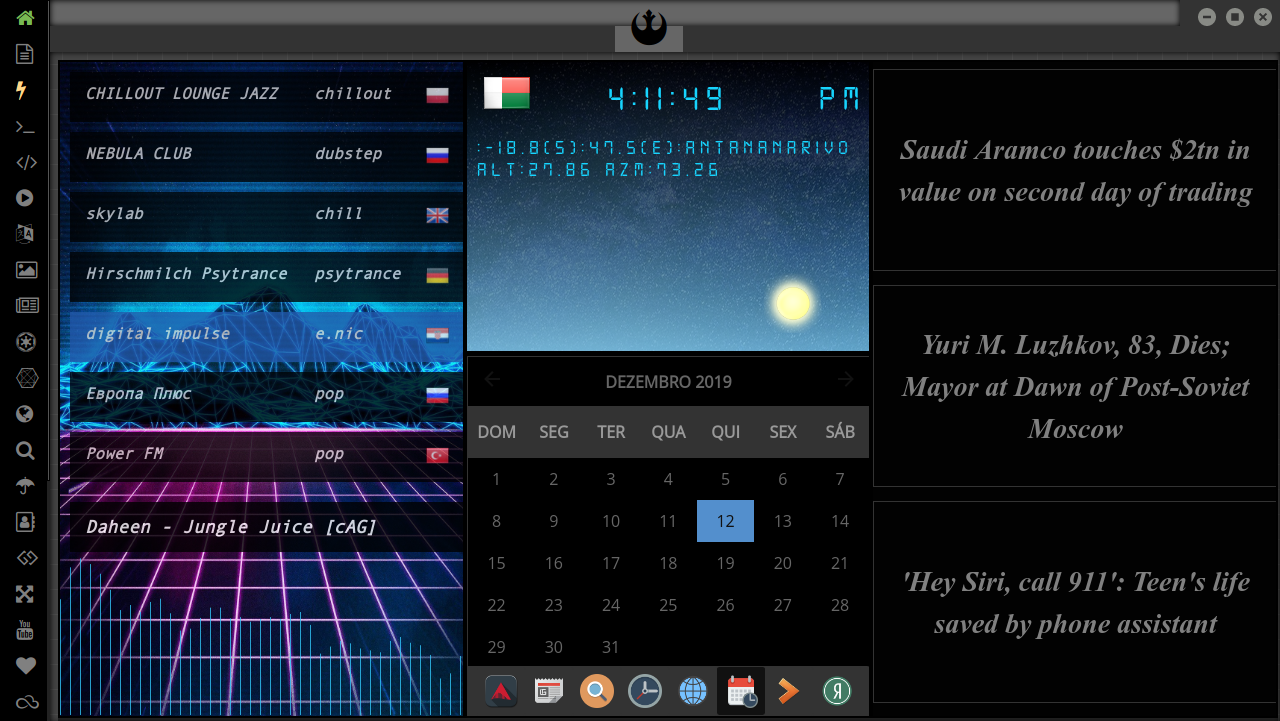 CHILLOUT LOUNGE JAZZ chillout
NEBULA CLUB dubstep
skylab chill
Hirschmilch Psytrance psytrance
digital impulse e.nic
Европа Плюс pop
Power FM pop
Daheen - Jungle Juice [cAG]
4:11:49 PM
:-18.8(S):47.5(E):ANTANANARIVO
ALT:27.86 AZM:73.26
DEZEMBRO 2019
DOM SEG TER QUA QUI SEX SÁB
1 2 3 4 5 6 7
8 9 10 11 12 13 14
15 16 17 18 19 20 21
22 23 24 25 26 27 28
29 30 31
Saudi Aramco touches $2tn in
value on second day of trading
Yuri M. Luzhkov, 83, Dies;
Mayor at Dawn of Post-Soviet
Moscow
'Hey Siri, call 911': Teen's life
saved by phone assistant
You
Tube
Я